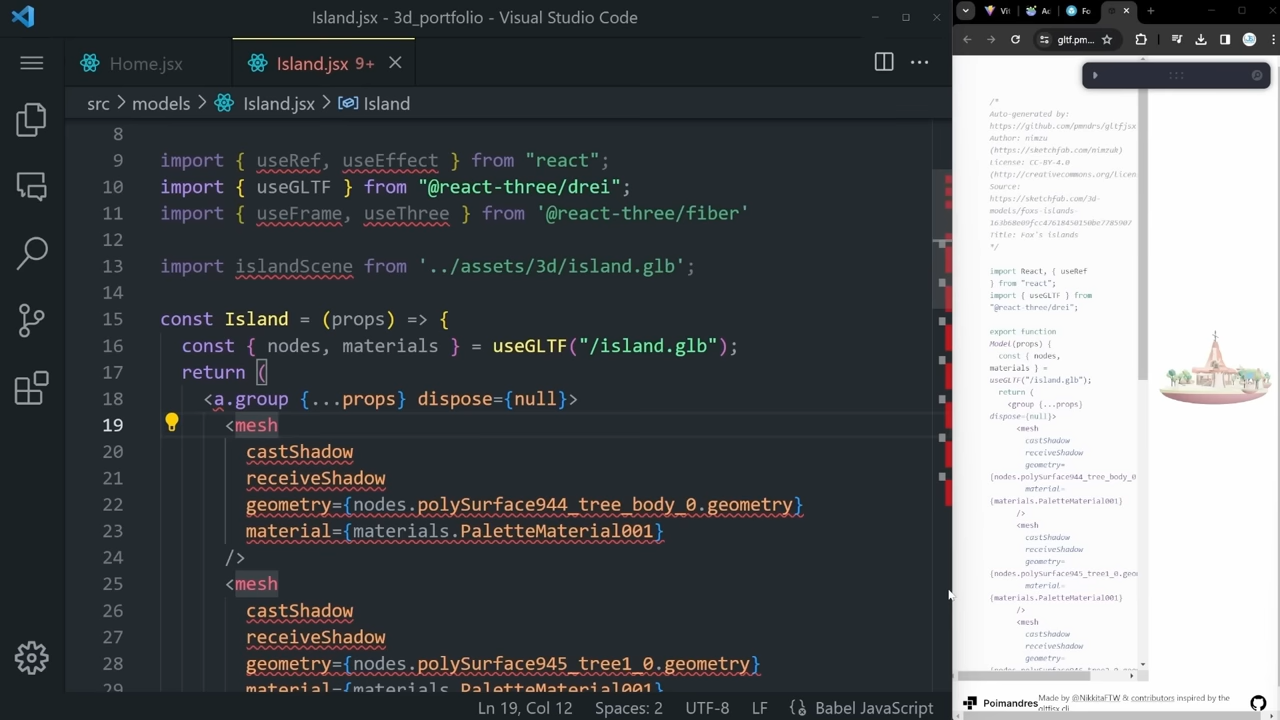 Island.jsx - 3d_portfolio - Visual Studio Code
Home.jsx
Island.jsx 9+
src > models > Island.jsx > Island
8
9 import { useRef, useEffect } from "react";
10 import { useGLTF } from "@react-three/drei";
11 import { useFrame, useThree } from '@react-three/fiber'
12
13 import islandScene from '../assets/3d/island.glb';
14
15 const Island = (props) => {
16 const { nodes, materials } = useGLTF("/island.glb");
17 return (
18 <a.group {...props} dispose={null}>
19 <mesh
20 castShadow
21 receiveShadow
22 geometry={nodes.polySurface944_tree_body_0.geometry}
23 material={materials.PaletteMaterial001}
24 />
25 <mesh
26 castShadow
27 receiveShadow
28 geometry={nodes.polySurface945_tree1_0.geometry}
29 material={materials.PaletteMaterial001}
Ln 19, Col 12 Spaces: 2 UTF-8 LF Babel JavaScript
Vi
Ac
Fo
gltf.pm...
/*
Auto-generated by:
https://github.com/pmndrs/gltfjsx
Author: nimzu
(https://sketchfab.com/nimzuk)
License: CC-BY-4.0
(http://creativecommons.org/licen
Source:
https://sketchfab.com/3d-
models/foxs-islands-
163b68e09fcc47618450150be7785907
Title: Fox's islands
*/
import React, { useRef
} from "react";
import { useGLTF } from
"@react-three/drei";
export function
Model(props) {
const { nodes,
materials } =
useGLTF("/island.glb");
return (
<group {...props}
dispose={null}>
<mesh
castShadow
receiveShadow
geometry=
{nodes.polySurface944_tree_body_0
material=
{materials.PaletteMaterial001}
/>
<mesh
castShadow
receiveShadow
geometry=
{nodes.polySurface945_tree1_0.geo
material=
{materials.PaletteMaterial001}
/>
<mesh
castShadow
receiveShadow
geometry=
Poimandres
Made by @NikkitaFTW & contributors inspired by the
gltfjsx cli